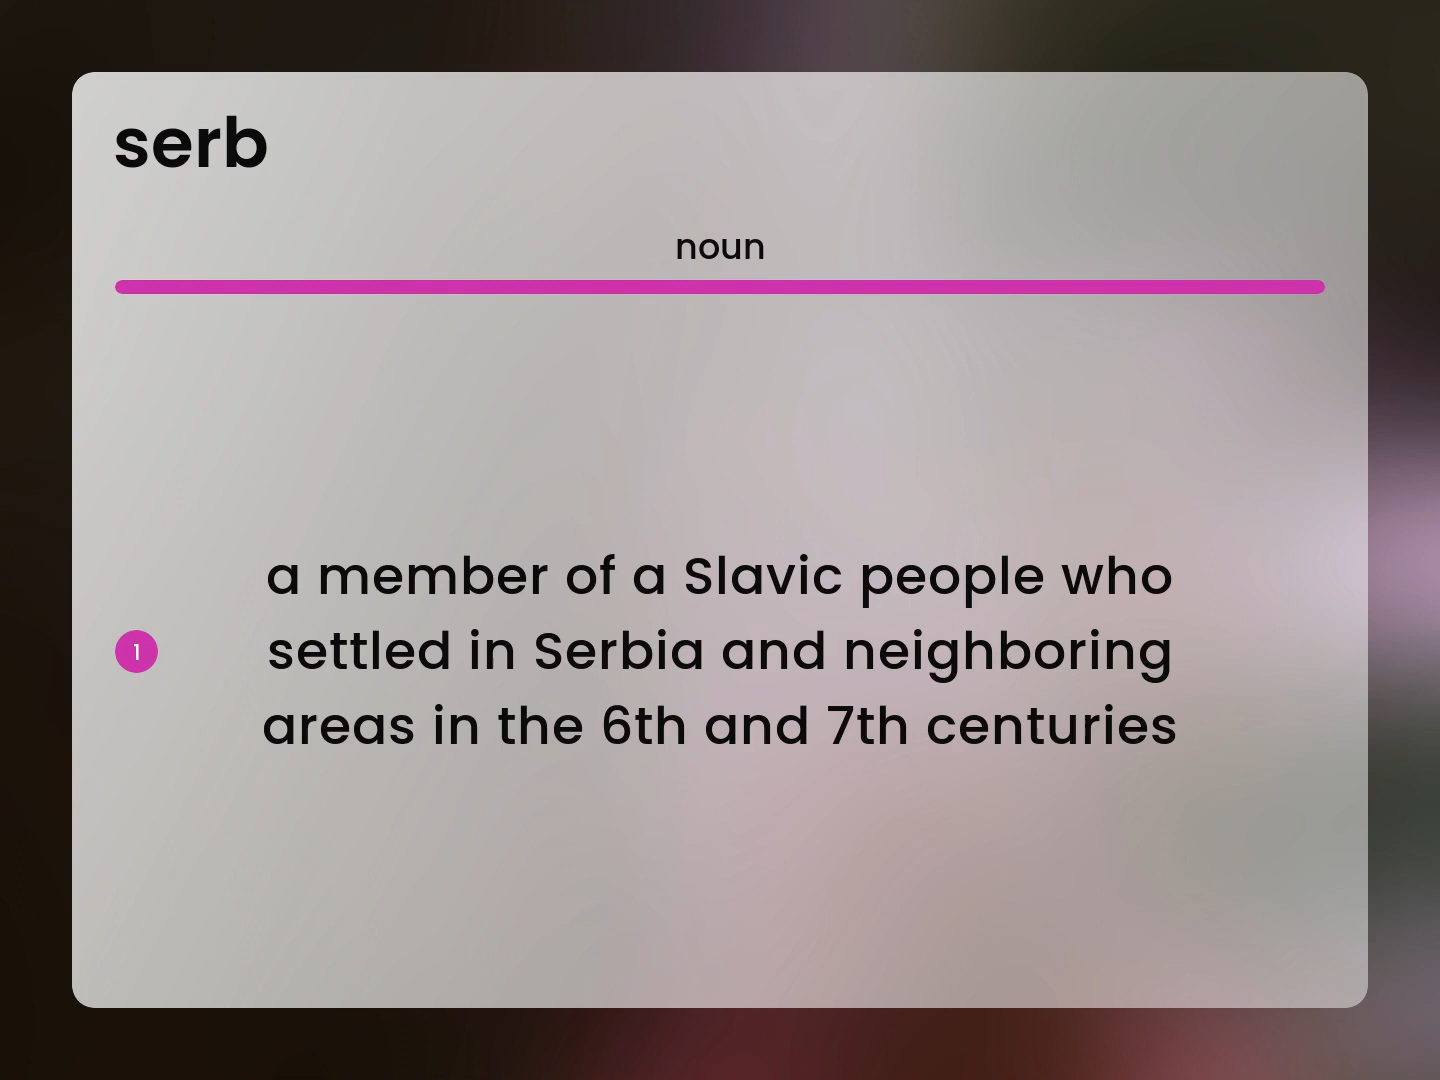 serb
noun
1
a member of a Slavic people who
settled in Serbia and neighboring
areas in the 6th and 7th centuries